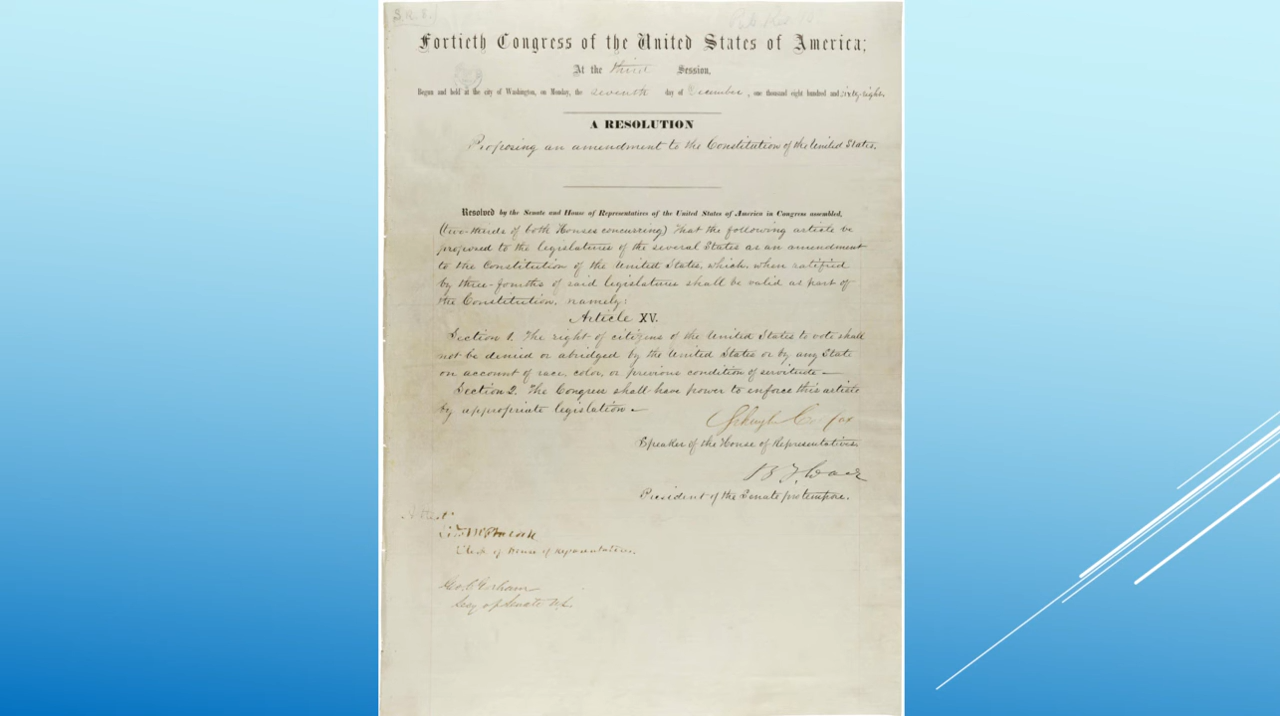 S.R. 8.
Fortieth Congress of the United States of America;
At the third Session,
Begun and held at the city of Washington, on Monday, the seventh day of December, one thousand eight hundred and sixty-eight.
A RESOLUTION
Proposing an amendment to the Constitution of the United States.
Resolved by the Senate and House of Representatives of the United States of America in Congress assembled,
(two-thirds of both Houses concurring) That the following article be
proposed to the legislatures of the several States as an amendment
to the Constitution of the United States, which, when ratified
by three-fourths of said legislatures shall be valid as part of
the Constitution, namely:
Article XV.
Section 1. The right of citizens of the United States to vote shall
not be denied or abridged by the United States or by any State
on account of race, color, or previous condition of servitude—
Section 2. The Congress shall have power to enforce this article
by appropriate legislation—
Schuyler Colfax
Speaker of the House of Representatives.
B F Wade
President of the Senate pro tempore.
Attest:
Clerk of House of Representatives.
Geo. C. Gorham
Secy of Senate U.S.